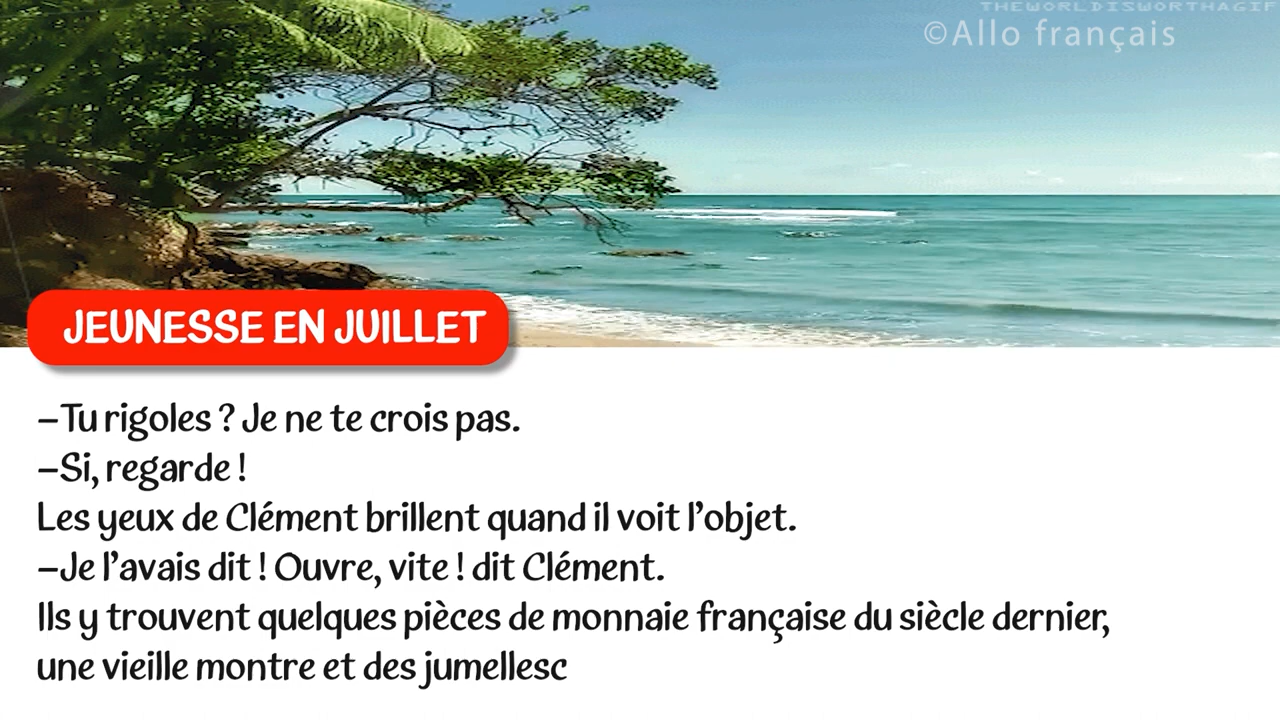 THEWORLDISWORTHAGIF
©Allo français
JEUNESSE EN JUILLET
–Tu rigoles ? Je ne te crois pas.
–Si, regarde !
Les yeux de Clément brillent quand il voit l’objet.
–Je l’avais dit ! Ouvre, vite ! dit Clément.
Ils y trouvent quelques pièces de monnaie française du siècle dernier,
une vieille montre et des jumellesc